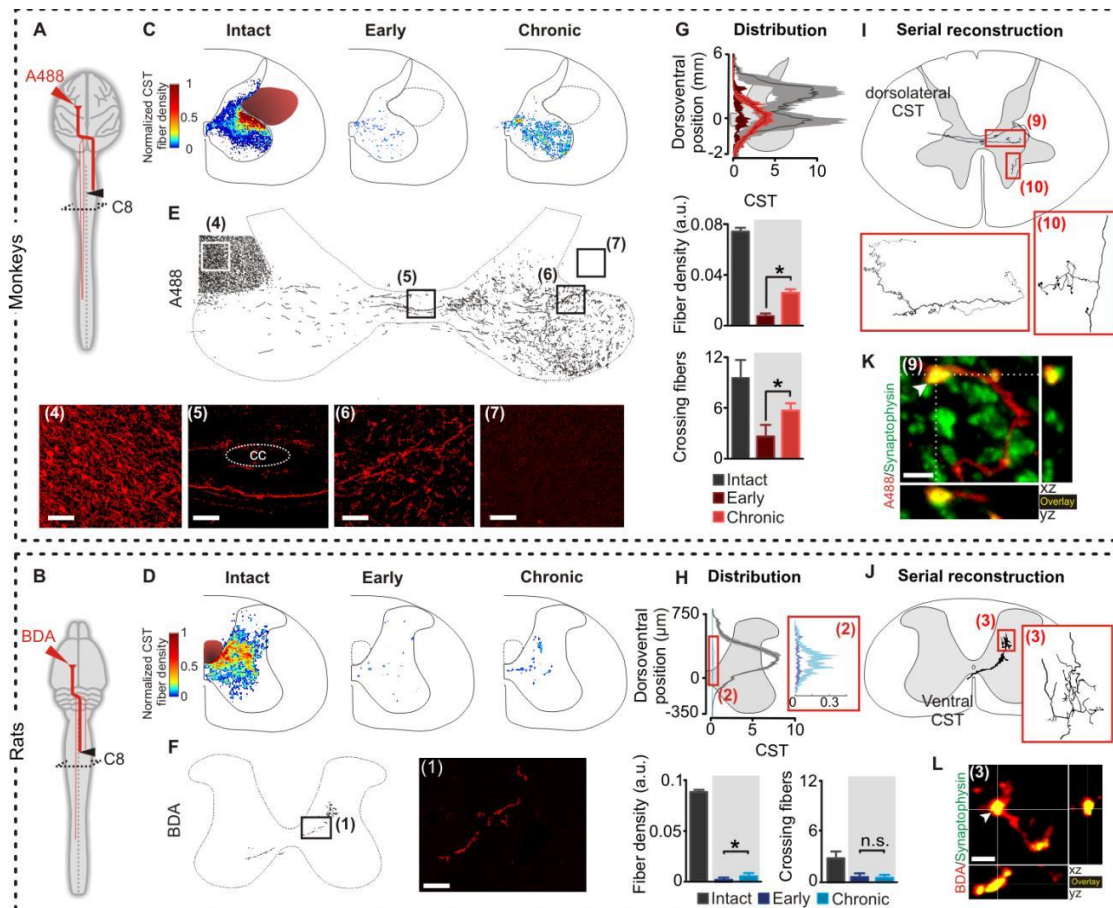 Monkeys
A
A488
C8
C
Intact
Early
Chronic
Normalized CST
fiber density
1
0.5
0
E
A488
(4)
(5)
(6)
(7)
(4)
(5)
cc
(6)
(7)
G
Distribution
Dorsoventral
position (mm)
6
0
-2
0
5
10
CST
Fiber density (a.u.)
0.08
0.04
0
*
Crossing fibers
12
6
0
*
Intact
Early
Chronic
I
Serial reconstruction
dorsolateral
CST
(9)
(10)
(10)
K
(9)
A488/Synaptophysin
xz
Overlay
yz
Rats
B
BDA
C8
D
Intact
Early
Chronic
Normalized CST
fiber density
1
0.5
0
F
BDA
(1)
(1)
H
Distribution
Dorsoventral
position (µm)
750
0
-350
(2)
(2)
0
0.3
0
5
10
CST
Fiber density (a.u.)
0.1
0.05
0
*
Crossing fibers
12
6
0
n.s.
Intact
Early
Chronic
J
Serial reconstruction
(3)
(3)
Ventral
CST
L
(3)
BDA/Synaptophysin
xz
Overlay
yz